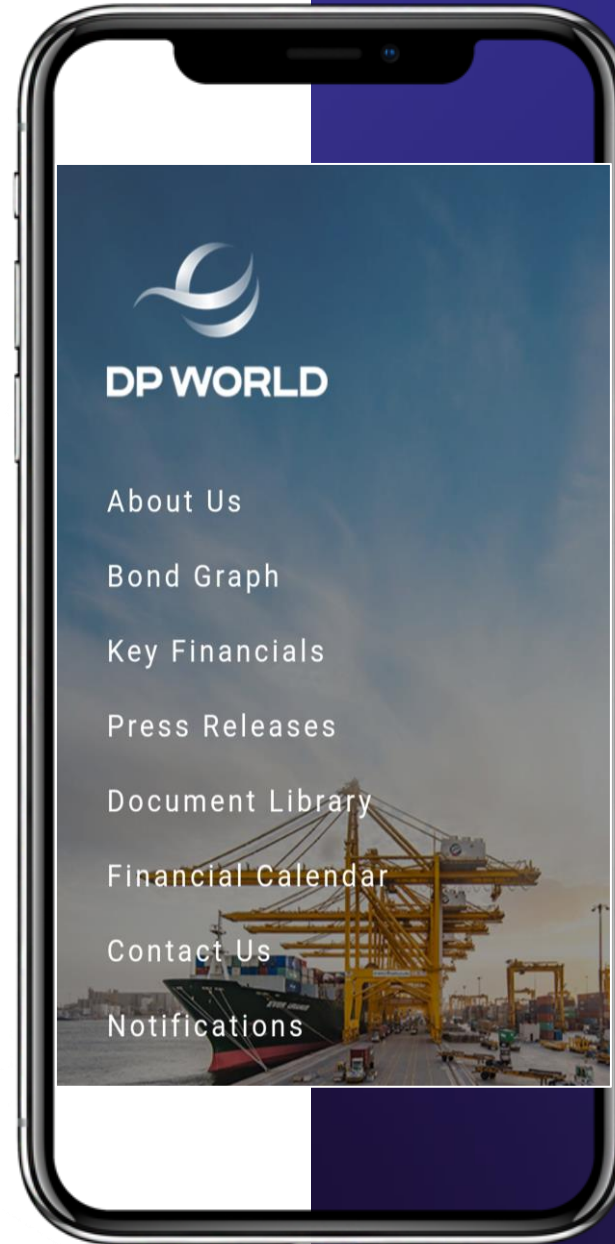 DP WORLD
About Us
Bond Graph
Key Financials
Press Releases
Document Library
Financial Calendar
Contact Us
Notifications